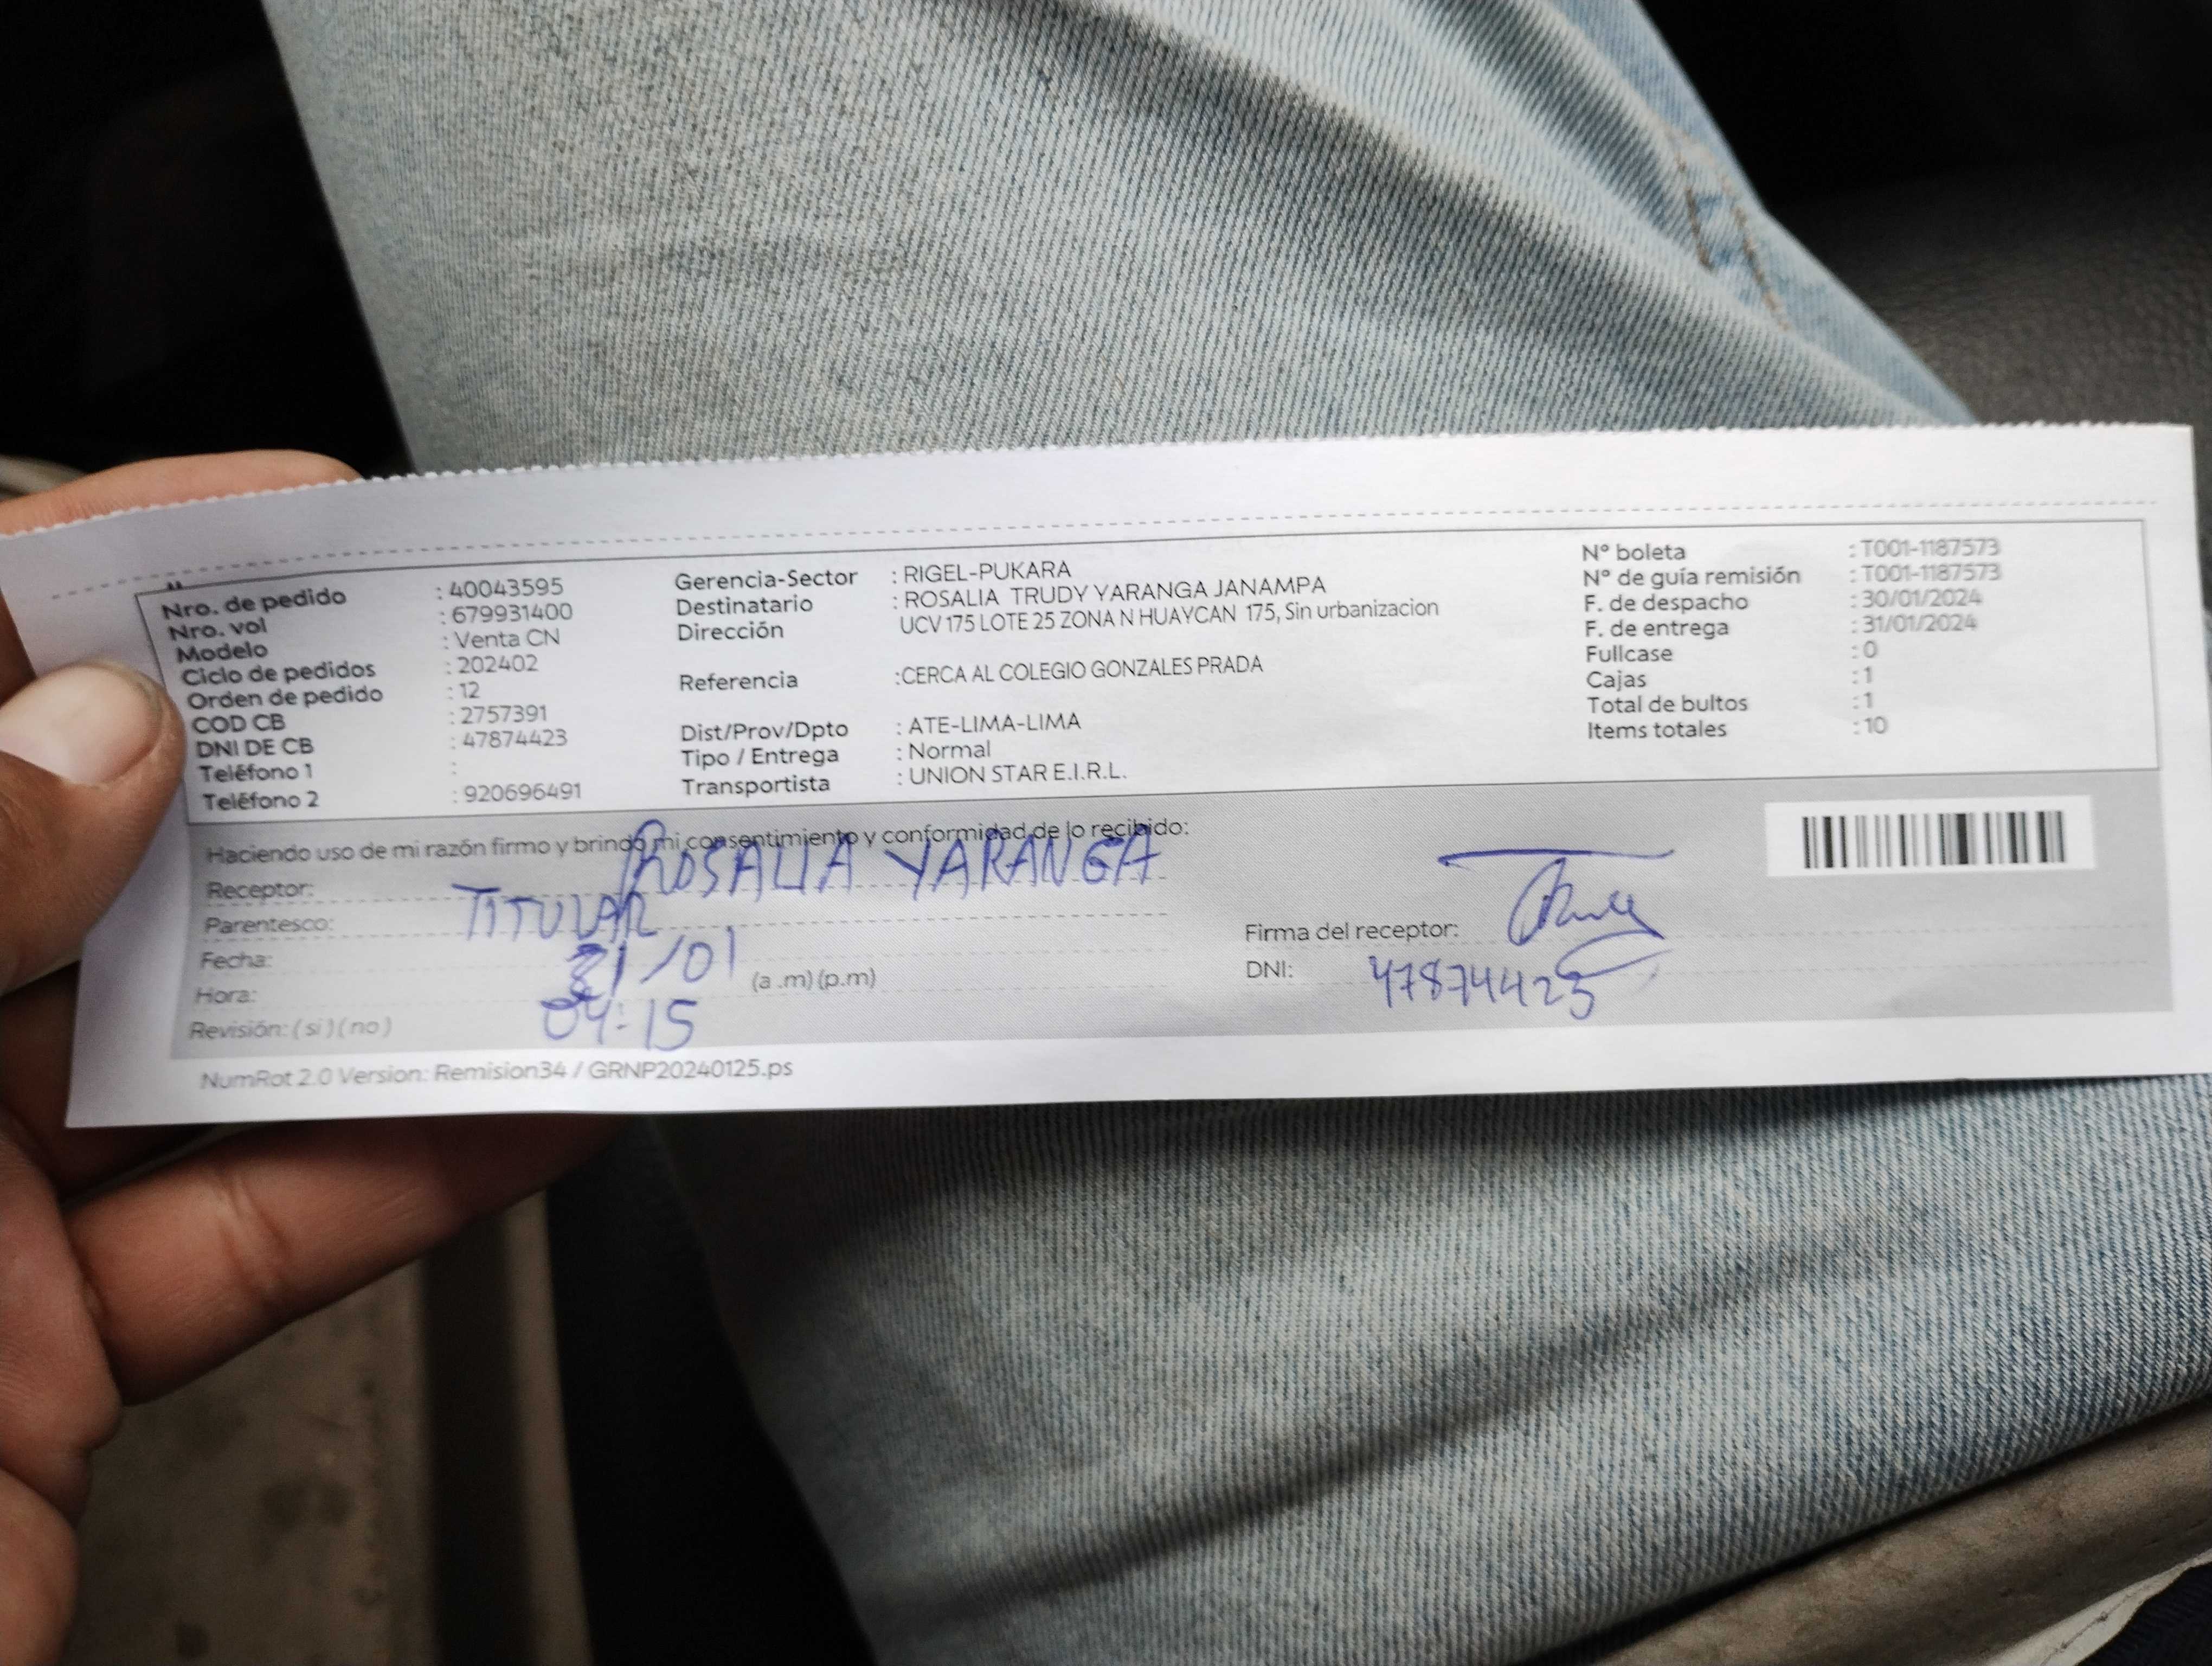 Nro. de pedido : 40043595
Nro. vol : 679931400
Modelo : Venta CN
Ciclo de pedidos : 202402
Orden de pedido : 12
COD CB : 2757391
DNI DE CB : 47874423
Teléfono 1 :
Teléfono 2 : 920696491
Gerencia-Sector : RIGEL-PUKARA
Destinatario : ROSALIA TRUDY YARANGA JANAMPA
Dirección UCV 175 LOTE 25 ZONA N HUAYCAN 175, Sin urbanizacion
Referencia :CERCA AL COLEGIO GONZALES PRADA
Dist/Prov/Dpto : ATE-LIMA-LIMA
Tipo / Entrega : Normal
Transportista : UNION STAR E.I.R.L.
N° boleta : T001-1187573
N° de guía remisión : T001-1187573
F. de despacho : 30/01/2024
F. de entrega : 31/01/2024
Fullcase : 0
Cajas : 1
Total de bultos : 1
Items totales : 10
Haciendo uso de mi razón firmo y brindo mi consentimiento y conformidad de lo recibido:
Receptor: ROSALIA YARANGA
Parentesco: TITULAR
Fecha: 31/01
Hora: 04:15 (a .m) (p.m)
Revisión: ( si ) ( no )
Firma del receptor:
DNI: 47874423
NumRot 2.0 Version: Remision34 / GRNP20240125.ps